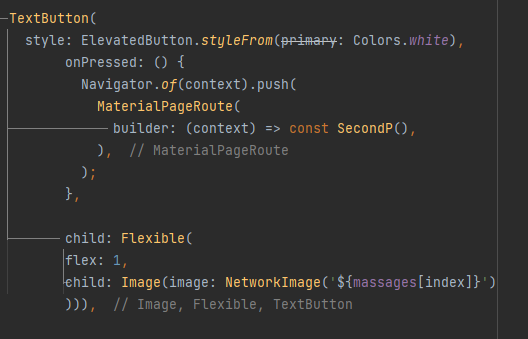 TextButton(
style: ElevatedButton.styleFrom(primary: Colors.white),
onPressed: () {
Navigator.of(context).push(
MaterialPageRoute(
builder: (context) => const SecondP(),
), // MaterialPageRoute
);
},
child: Flexible(
flex: 1,
child: Image(image: NetworkImage('${massages[index]}')
))), // Image, Flexible, TextButton